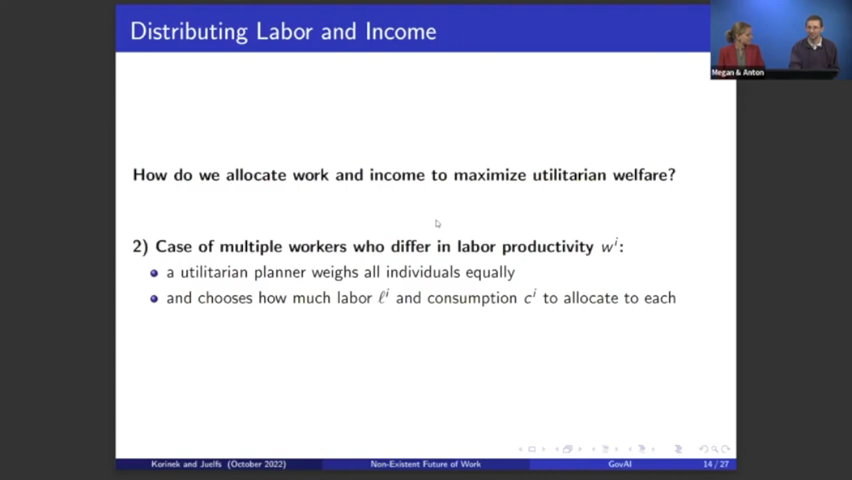 Distributing Labor and Income
Megan & Anton
How do we allocate work and income to maximize utilitarian welfare?
2) Case of multiple workers who differ in labor productivity wⁱ:
a utilitarian planner weighs all individuals equally
and chooses how much labor ℓⁱ and consumption cⁱ to allocate to each
Korinek and Juelfs (October 2022)
Non-Existent Future of Work
GovAI
14 / 27